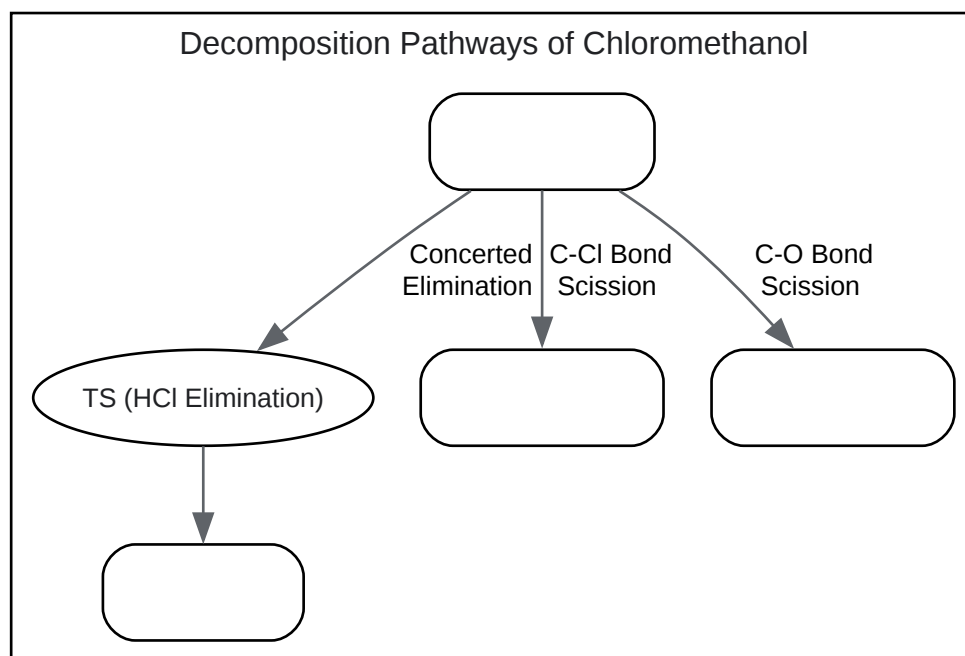 Decomposition Pathways of Chloromethanol
Concerted
Elimination
C-Cl Bond
Scission
C-O Bond
Scission
TS (HCl Elimination)